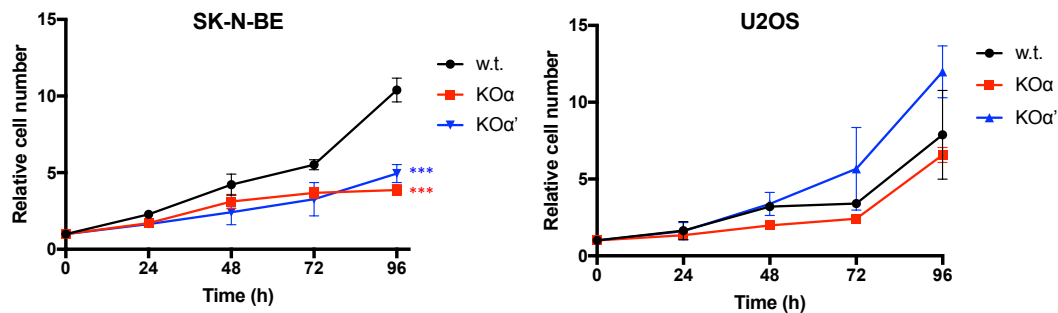 SK-N-BE
Relative cell number
15
10
5
0
0 24 48 72 96
Time (h)
w.t.
KOα
KOα’
***
***
U2OS
Relative cell number
15
10
5
0
0 24 48 72 96
Time (h)
w.t.
KOα
KOα’